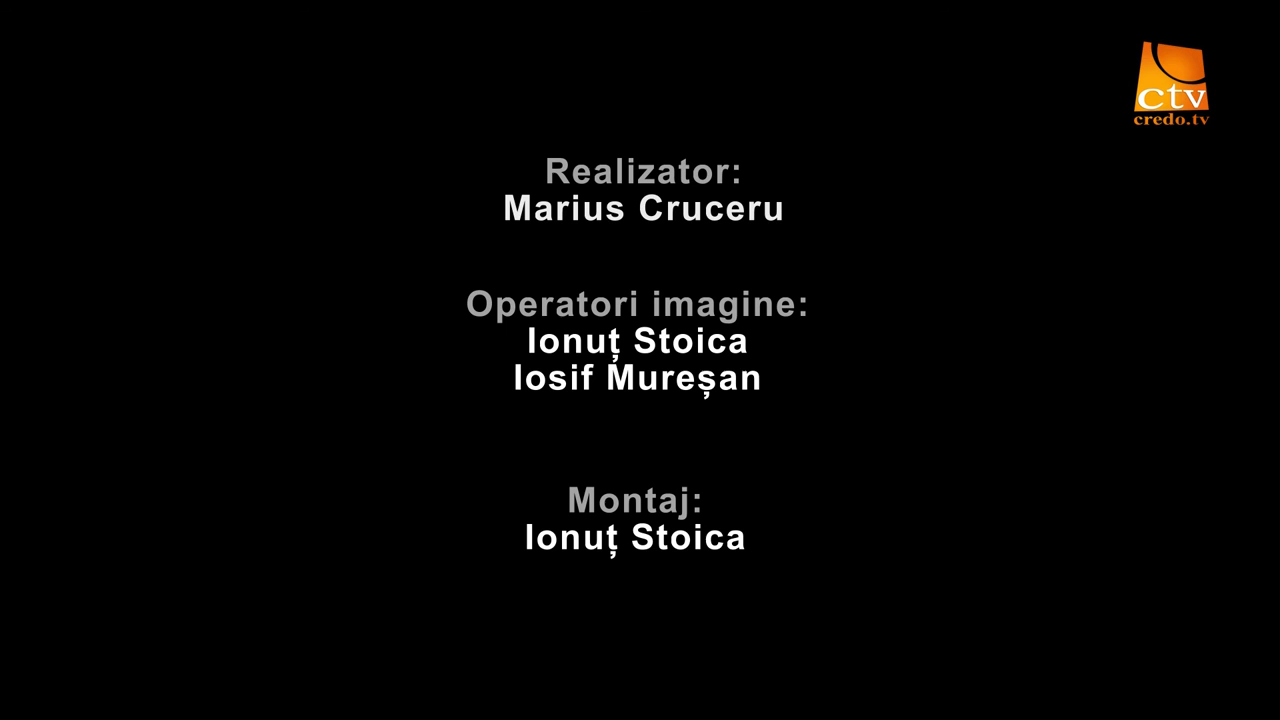 ctv
credo.tv
Realizator:
Marius Cruceru
Operatori imagine:
Ionuț Stoica
Iosif Mureșan
Montaj:
Ionuț Stoica